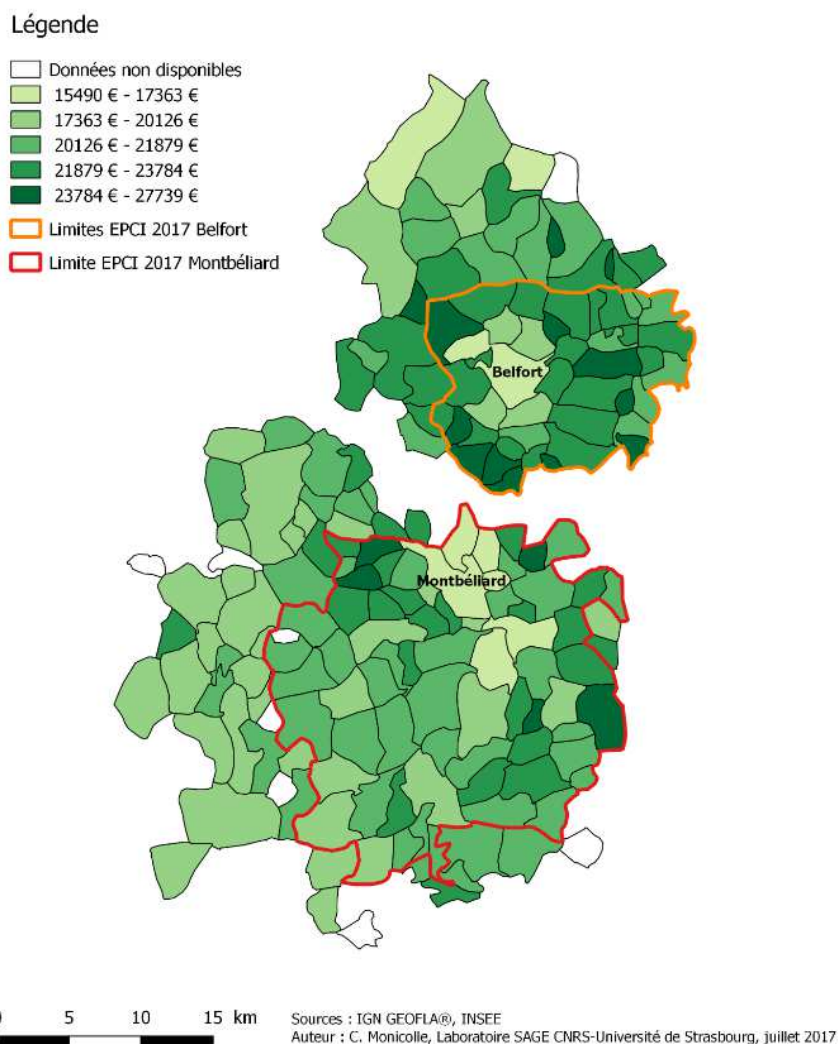 Légende
Données non disponibles
15490 € - 17363 €
17363 € - 20126 €
20126 € - 21879 €
21879 € - 23784 €
23784 € - 27739 €
Limites EPCI 2017 Belfort
Limite EPCI 2017 Montbéliard
Belfort
Montbéliard
5 10 15 km
Sources : IGN GEOFLA®, INSEE
Auteur : C. Monicolle, Laboratoire SAGE CNRS-Université de Strasbourg, juillet 2017